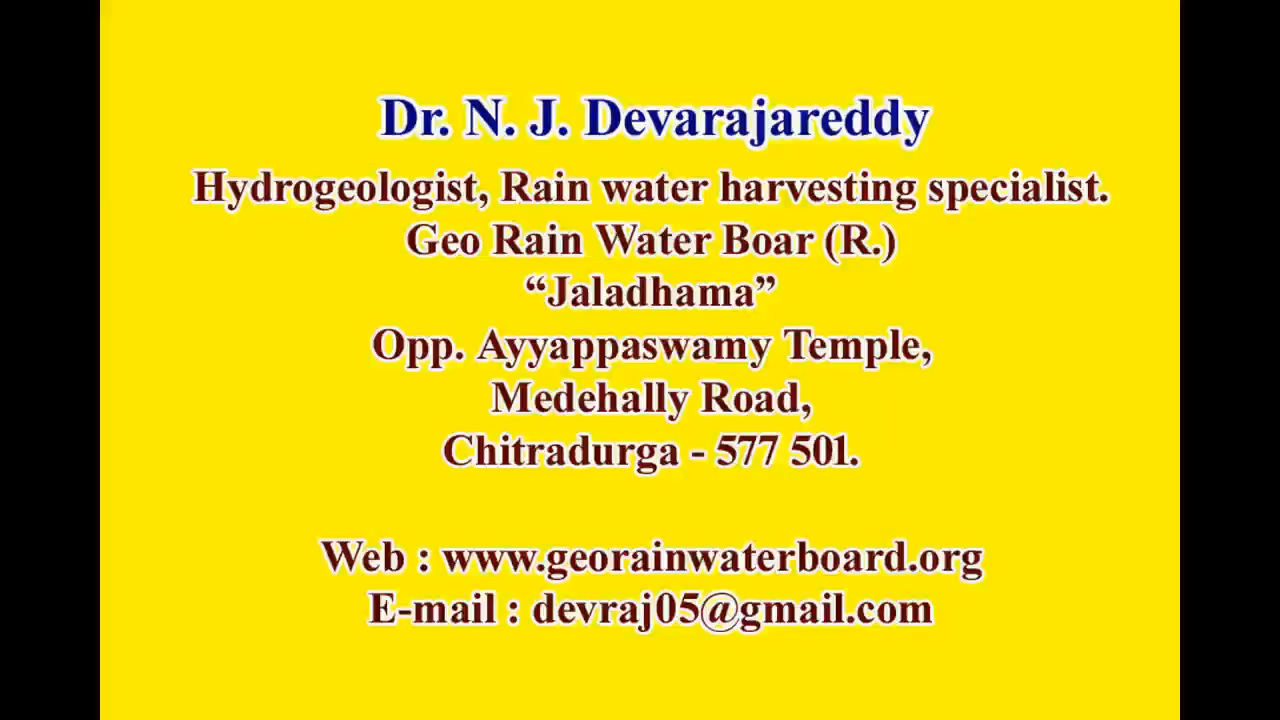 Dr. N. J. Devarajareddy
Hydrogeologist, Rain water harvesting specialist.
Geo Rain Water Boar (R.)
“Jaladhama”
Opp. Ayyappaswamy Temple,
Medehally Road,
Chitradurga - 577 501.
Web : www.georainwaterboard.org
E-mail : devraj05@gmail.com